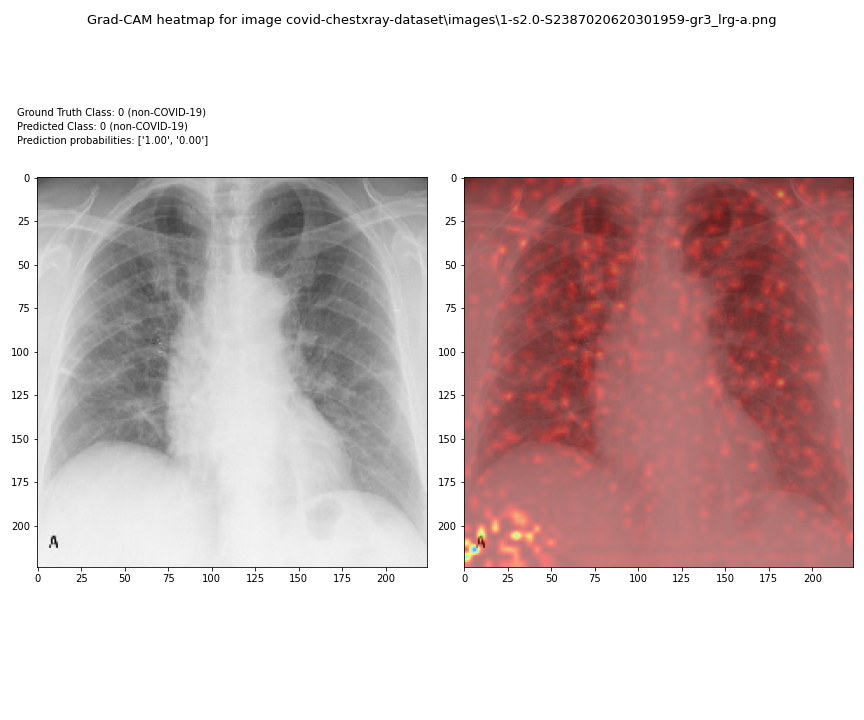 Grad-CAM heatmap for image covid-chestxray-dataset\images\1-s2.0-S2387020620301959-gr3_lrg-a.png
Ground Truth Class: 0 (non-COVID-19)
Predicted Class: 0 (non-COVID-19)
Prediction probabilities: ['1.00', '0.00']
0
25
50
75
100
125
150
175
200
A
0 25 50 75 100 125 150 175 200
0
25
50
75
100
125
150
175
200
A
0 25 50 75 100 125 150 175 200